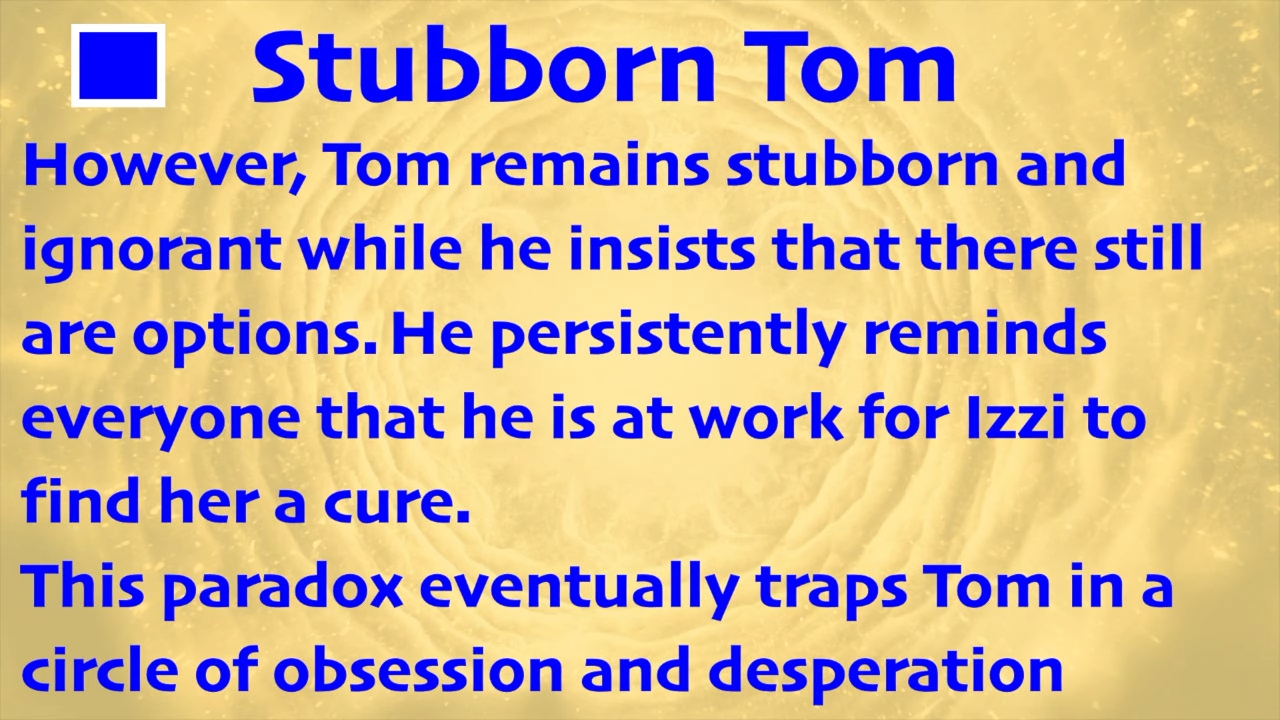 Stubborn Tom
However, Tom remains stubborn and
ignorant while he insists that there still
are options. He persistently reminds
everyone that he is at work for Izzi to
find her a cure.
This paradox eventually traps Tom in a
circle of obsession and desperation